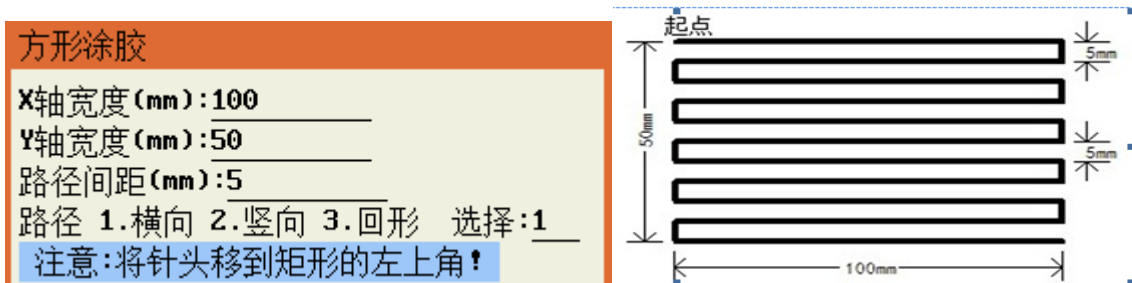 方形涂胶
X轴宽度(mm):100
Y轴宽度(mm):50
路径间距(mm):5
路径 1.横向 2.竖向 3.回形 选择:1
注意:将针头移到矩形的左上角!
起点
5mm
50mm
5mm
100mm